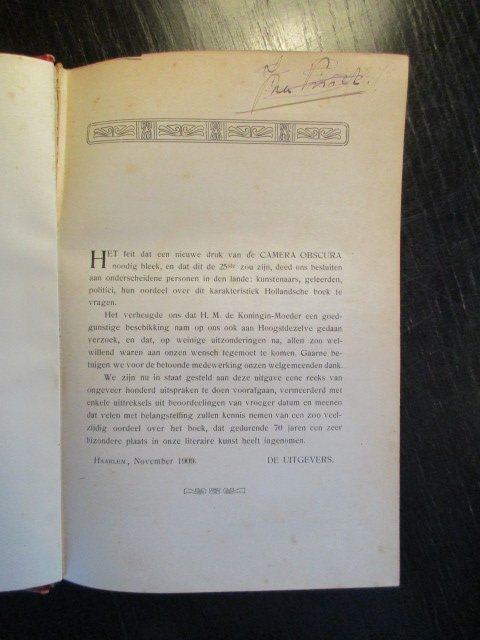 HET feit dat een nieuwe druk van de CAMERA OBSCURA
noodig bleek, en dat dit de 25ste zou zijn, deed ons besluiten
aan onderscheidene personen in den lande: kunstenaars, geleerden,
politici, hun oordeel over dit karakteristiek Hollandsche boek te
vragen.
Het verheugde ons dat H. M. de Koningin-Moeder een goed-
gunstige beschikking nam op ons ook aan Hoogstdezelve gedaan
verzoek, en dat, op weinige uitzonderingen na, allen zoo wel-
willend waren aan onzen wensch tegemoet te komen. Gaarne be-
tuigen we voor de betoonde medewerking onzen welgemeenden dank.
We zijn nu in staat gesteld aan deze uitgave eene reeks van
ongeveer honderd uitspraken te doen voorafgaan, vermeerderd met
enkele uittreksels uit beoordeelingen van vroeger datum en meenen
dat velen met belangstelling zullen kennis nemen van een zoo veel-
zijdig oordeel over het boek, dat gedurende 70 jaren een zeer
bizondere plaats in onze literaire kunst heeft ingenomen.
HAARLEM, November 1909. DE UITGEVERS.